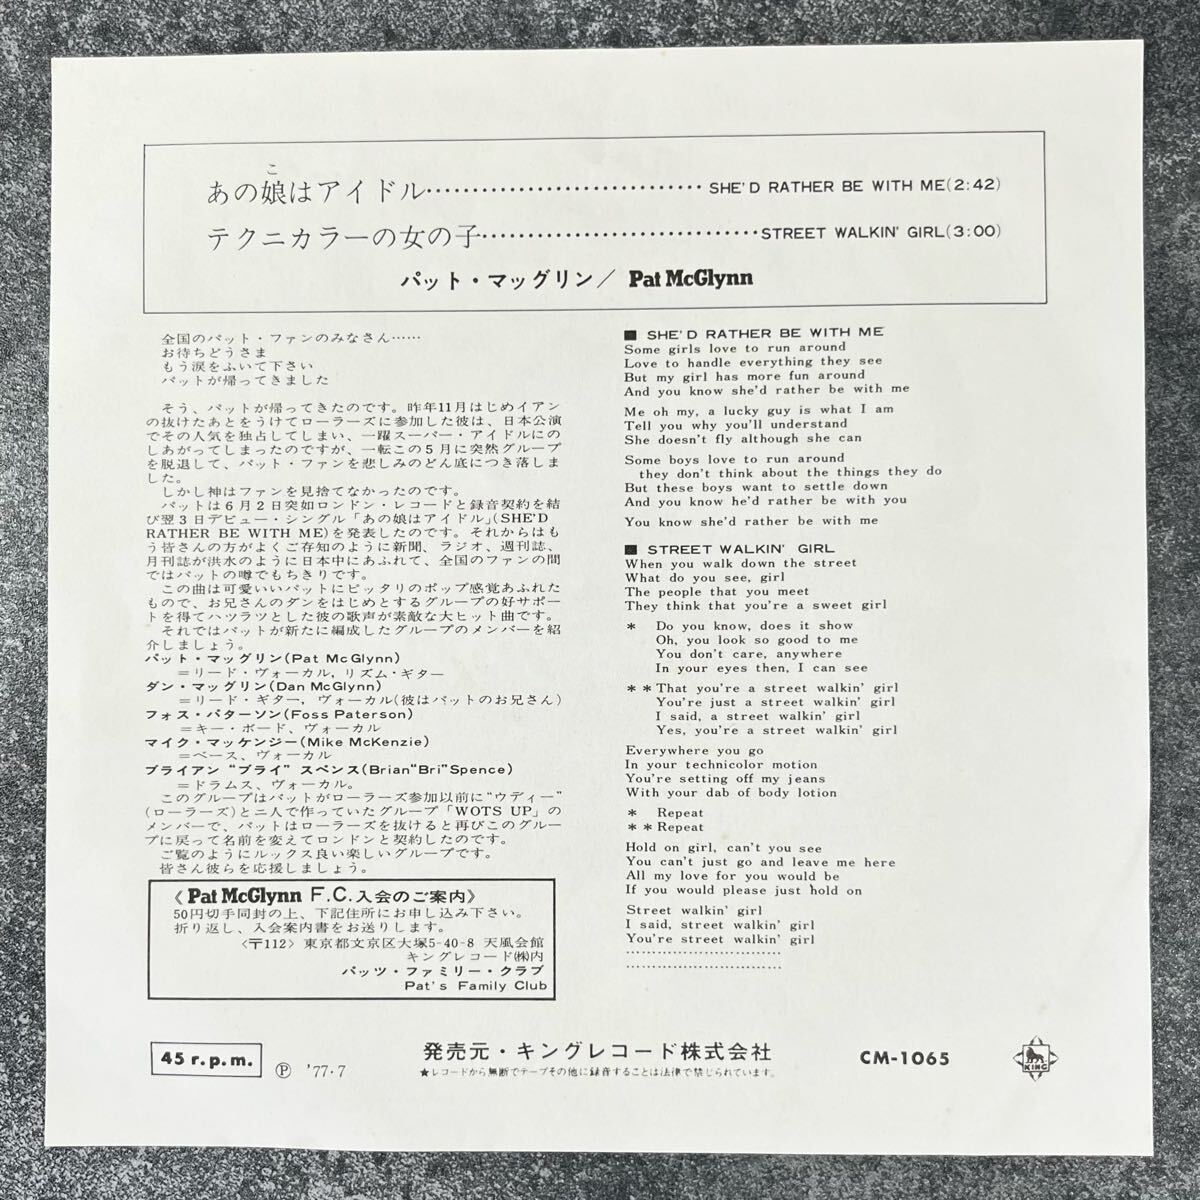 あの娘はアイドル……………………………SHE'D RATHER BE WITH ME(2:42)
こ
テクニカラーの女の子……………………………STREET WALKIN' GIRL(3:00)
パット・マッグリン／ Pat McGlynn
全国のパット・ファンのみなさん……
お待ちどうさま
もう涙をふいて下さい
パットが帰ってきました
そう、パットが帰ってきたのです。昨年11月はじめイアン
の抜けたあとをうけてローラーズに参加した彼は、日本公演
でその人気を独占してしまい、一躍スーパー・アイドルにの
しあがってしまったのですが、一転この5月に突然グループ
を脱退して、パット・ファンを悲しみのどん底につき落しま
した。
しかし神はファンを見捨てなかったのです。
パットは6月2日突如ロンドン・レコードと録音契約を結
び翌3日デビュー・シングル「あの娘はアイドル」(SHE'D
RATHER BE WITH ME)を発表したのです。それからはも
う皆さんの方がよくご存知のように新聞、ラジオ、週刊誌、
月刊誌が洪水のように日本中にあふれて、全国のファンの間
ではパットの噂でもちきりです。
この曲は可愛いいパットにピッタリのポップ感覚あふれた
もので、お兄さんのダンをはじめとするグループの好サポー
トを得てハツラツとした彼の歌声が素敵な大ヒット曲です。
それではパットが新たに編成したグループのメンバーを紹
介しましょう。
パット・マッグリン(Pat McGlynn)
＝リード・ヴォーカル, リズム・ギター
ダン・マッグリン(Dan McGlynn)
＝リード・ギター, ヴォーカル(彼はパットのお兄さん)
フォス・パターソン(Foss Paterson)
＝キー・ボード、ヴォーカル
マイク・マッケンジー(Mike McKenzie)
＝ベース、ヴォーカル
ブライアン“ブライ”スペンス(Brian“Bri”Spence)
＝ドラムス、ヴォーカル。
このグループはパットがローラーズ参加以前に“ウディー”
(ローラーズ)と二人で作っていたグループ「WOTS UP」の
メンバーで、パットはローラーズを抜けると再びこのグルー
プに戻って名前を変えてロンドンと契約したのです。
ご覧のようにルックス良い楽しいグループです。
皆さん彼らを応援しましょう。
《Pat McGlynn F.C.入会のご案内》
50円切手同封の上、下記住所にお申し込み下さい。
折り返し、入会案内書をお送りします。
〈〒112〉東京都文京区大塚5-40-8 天風会館
キングレコード㈱内
パッツ・ファミリー・クラブ
Pat's Family Club
■ SHE'D RATHER BE WITH ME
Some girls love to run around
Love to handle everything they see
But my girl has more fun around
And you know she'd rather be with me
Me oh my, a lucky guy is what I am
Tell you why you'll understand
She doesn't fly although she can
Some boys love to run around
they don't think about the things they do
But these boys want to settle down
And you know he'd rather be with you
You know she'd rather be with me
■ STREET WALKIN' GIRL
When you walk down the street
What do you see, girl
The people that you meet
They think that you're a sweet girl
* Do you know, does it show
Oh, you look so good to me
You don't care, anywhere
In your eyes then, I can see
** That you're a street walkin' girl
You're just a street walkin' girl
I said, a street walkin' girl
Yes, you're a street walkin' girl
Everywhere you go
In your technicolor motion
You're setting off my jeans
With your dab of body lotion
* Repeat
** Repeat
Hold on girl, can't you see
You can't just go and leave me here
All my love for you would be
If you would please just hold on
Street walkin' girl
I said, street walkin' girl
You're street walkin' girl
…………………………
…………………………
45 r.p.m.
Ⓟ '77・7
発売元・キングレコード株式会社
★レコードから無断でテープその他に録音することは法律で禁じられています。
CM-1065
KING